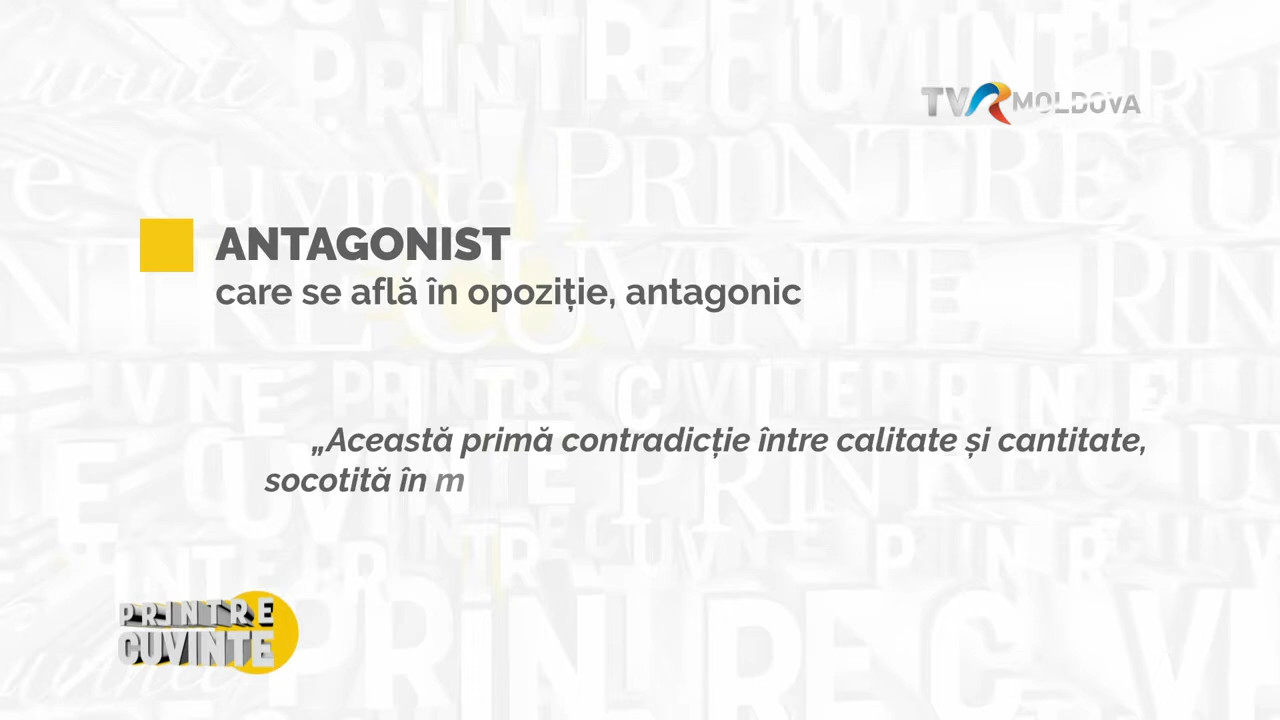 TVR MOLDOVA
ANTAGONIST
care se află în opoziție, antagonic
„Această primă contradicție între calitate și cantitate,
socotită în m
PRINTRE
CUVINTE